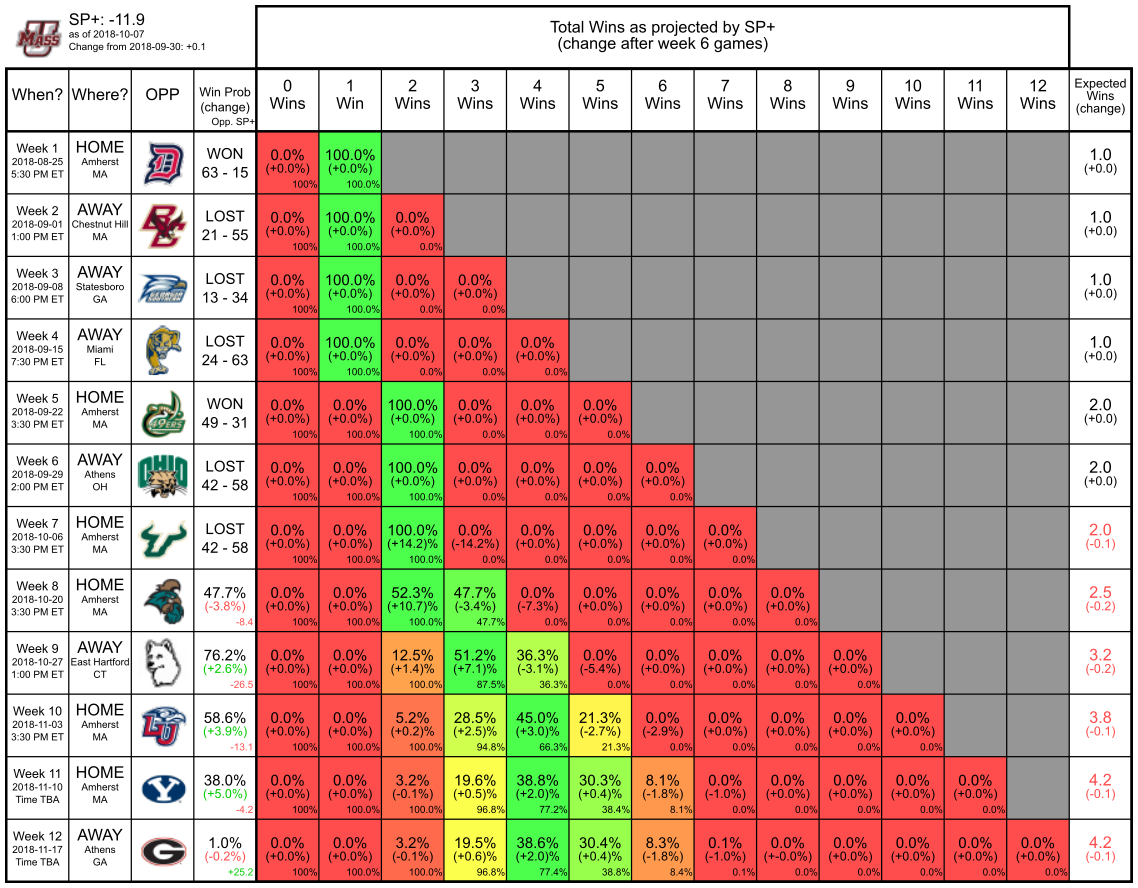 MASS
SP+: -11.9
as of 2018-10-07
Change from 2018-09-30: +0.1
Total Wins as projected by SP+
(change after week 6 games)
When? Where? OPP Win Prob (change) Opp. SP+ 0 Wins 1 Win 2 Wins 3 Wins 4 Wins 5 Wins 6 Wins 7 Wins 8 Wins 9 Wins 10 Wins 11 Wins 12 Wins Expected Wins (change)
Week 1 HOME D WON 0.0% 100.0% 1.0
2018-08-25 Amherst 63 - 15 (+0.0%) (+0.0%) (+0.0)
5:30 PM ET MA 100% 100.0%
Week 2 AWAY BC LOST 0.0% 100.0% 0.0% 1.0
2018-09-01 Chestnut Hill 21 - 55 (+0.0%) (+0.0%) (+0.0%) (+0.0)
1:00 PM ET MA 100% 100.0% 0.0%
Week 3 AWAY LOST 0.0% 100.0% 0.0% 0.0% 1.0
2018-09-08 Statesboro 13 - 34 (+0.0%) (+0.0%) (+0.0%) (+0.0%) (+0.0)
6:00 PM ET GA 100% 100.0% 0.0% 0.0%
Week 4 AWAY LOST 0.0% 100.0% 0.0% 0.0% 0.0% 1.0
2018-09-15 Miami 24 - 63 (+0.0%) (+0.0%) (+0.0%) (+0.0%) (+0.0%) (+0.0)
7:30 PM ET FL 100% 100.0% 0.0% 0.0% 0.0%
Week 5 HOME 49ERS WON 0.0% 0.0% 100.0% 0.0% 0.0% 0.0% 2.0
2018-09-22 Amherst 49 - 31 (+0.0%) (+0.0%) (+0.0%) (+0.0%) (+0.0%) (+0.0%) (+0.0)
3:30 PM ET MA 100% 100.0% 100.0% 0.0% 0.0% 0.0%
Week 6 AWAY OHIO LOST 0.0% 0.0% 100.0% 0.0% 0.0% 0.0% 0.0% 2.0
2018-09-29 Athens 42 - 58 (+0.0%) (+0.0%) (+0.0%) (+0.0%) (+0.0%) (+0.0%) (+0.0%) (+0.0)
2:00 PM ET OH 100% 100.0% 100.0% 0.0% 0.0% 0.0% 0.0%
Week 7 HOME LOST 0.0% 0.0% 100.0% 0.0% 0.0% 0.0% 0.0% 0.0% 2.0
2018-10-06 Amherst 42 - 58 (+0.0%) (+0.0%) (+14.2)% (-14.2%) (+0.0%) (+0.0%) (+0.0%) (+0.0%) (-0.1)
3:30 PM ET MA 100% 100.0% 100.0% 0.0% 0.0% 0.0% 0.0% 0.0%
Week 8 HOME 47.7% 0.0% 0.0% 52.3% 47.7% 0.0% 0.0% 0.0% 0.0% 0.0% 2.5
2018-10-20 Amherst (-3.8%) (+0.0%) (+0.0%) (+10.7)% (-3.4%) (-7.3%) (+0.0%) (+0.0%) (+0.0%) (+0.0%) (-0.2)
3:30 PM ET MA -8.4 100% 100.0% 100.0% 47.7% 0.0% 0.0% 0.0% 0.0% 0.0%
Week 9 AWAY 76.2% 0.0% 0.0% 12.5% 51.2% 36.3% 0.0% 0.0% 0.0% 0.0% 0.0% 3.2
2018-10-27 East Hartford (+2.6%) (+0.0%) (+0.0%) (+1.4)% (+7.1)% (-3.1%) (-5.4%) (+0.0%) (+0.0%) (+0.0%) (+0.0%) (-0.2)
1:00 PM ET CT -26.5 100% 100.0% 100.0% 87.5% 36.3% 0.0% 0.0% 0.0% 0.0% 0.0%
Week 10 HOME LU 58.6% 0.0% 0.0% 5.2% 28.5% 45.0% 21.3% 0.0% 0.0% 0.0% 0.0% 0.0% 3.8
2018-11-03 Amherst (+3.9%) (+0.0%) (+0.0%) (+0.2)% (+2.5)% (+3.0)% (-2.7%) (-2.9%) (+0.0%) (+0.0%) (+0.0%) (+0.0%) (-0.1)
3:30 PM ET MA -13.1 100% 100.0% 100.0% 94.8% 66.3% 21.3% 0.0% 0.0% 0.0% 0.0% 0.0%
Week 11 HOME Y 38.0% 0.0% 0.0% 3.2% 19.6% 38.8% 30.3% 8.1% 0.0% 0.0% 0.0% 0.0% 0.0% 4.2
2018-11-10 Amherst (+5.0%) (+0.0%) (+0.0%) (-0.1%) (+0.5)% (+2.0)% (+0.4)% (-1.8%) (-1.0%) (+0.0%) (+0.0%) (+0.0%) (+0.0%) (-0.1)
Time TBA MA -4.2 100% 100.0% 100.0% 96.8% 77.2% 38.4% 8.1% 0.0% 0.0% 0.0% 0.0% 0.0%
Week 12 AWAY G 1.0% 0.0% 0.0% 3.2% 19.5% 38.6% 30.4% 8.3% 0.1% 0.0% 0.0% 0.0% 0.0% 0.0% 4.2
2018-11-17 Athens (-0.2%) (+0.0%) (+0.0%) (-0.1%) (+0.6)% (+2.0)% (+0.4)% (-1.8%) (-1.0%) (+-0.0%) (+0.0%) (+0.0%) (+0.0%) (+0.0%) (-0.1)
Time TBA GA +25.2 100% 100.0% 100.0% 96.8% 77.4% 38.8% 8.4% 0.1% 0.0% 0.0% 0.0% 0.0% 0.0%